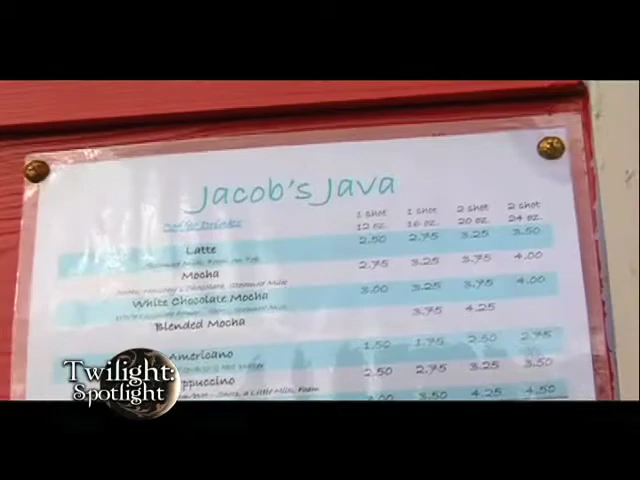 Jacob's Java
1 shot 1 shot 2 shot 2 shot
12 oz. 16 oz. 20 oz. 24 oz.
Latte 2.50 2.75 3.25 3.50
Mocha 2.75 3.25 3.75 4.00
White Chocolate Mocha 3.00 3.25 3.75 4.00
Blended Mocha 3.75 4.25
Americano 1.50 1.75 2.50 2.75
ppuccino 2.50 2.75 3.25 3.50
a Little Milk, Foam 3.50 4.25 4.50
Twilight:
Spotlight